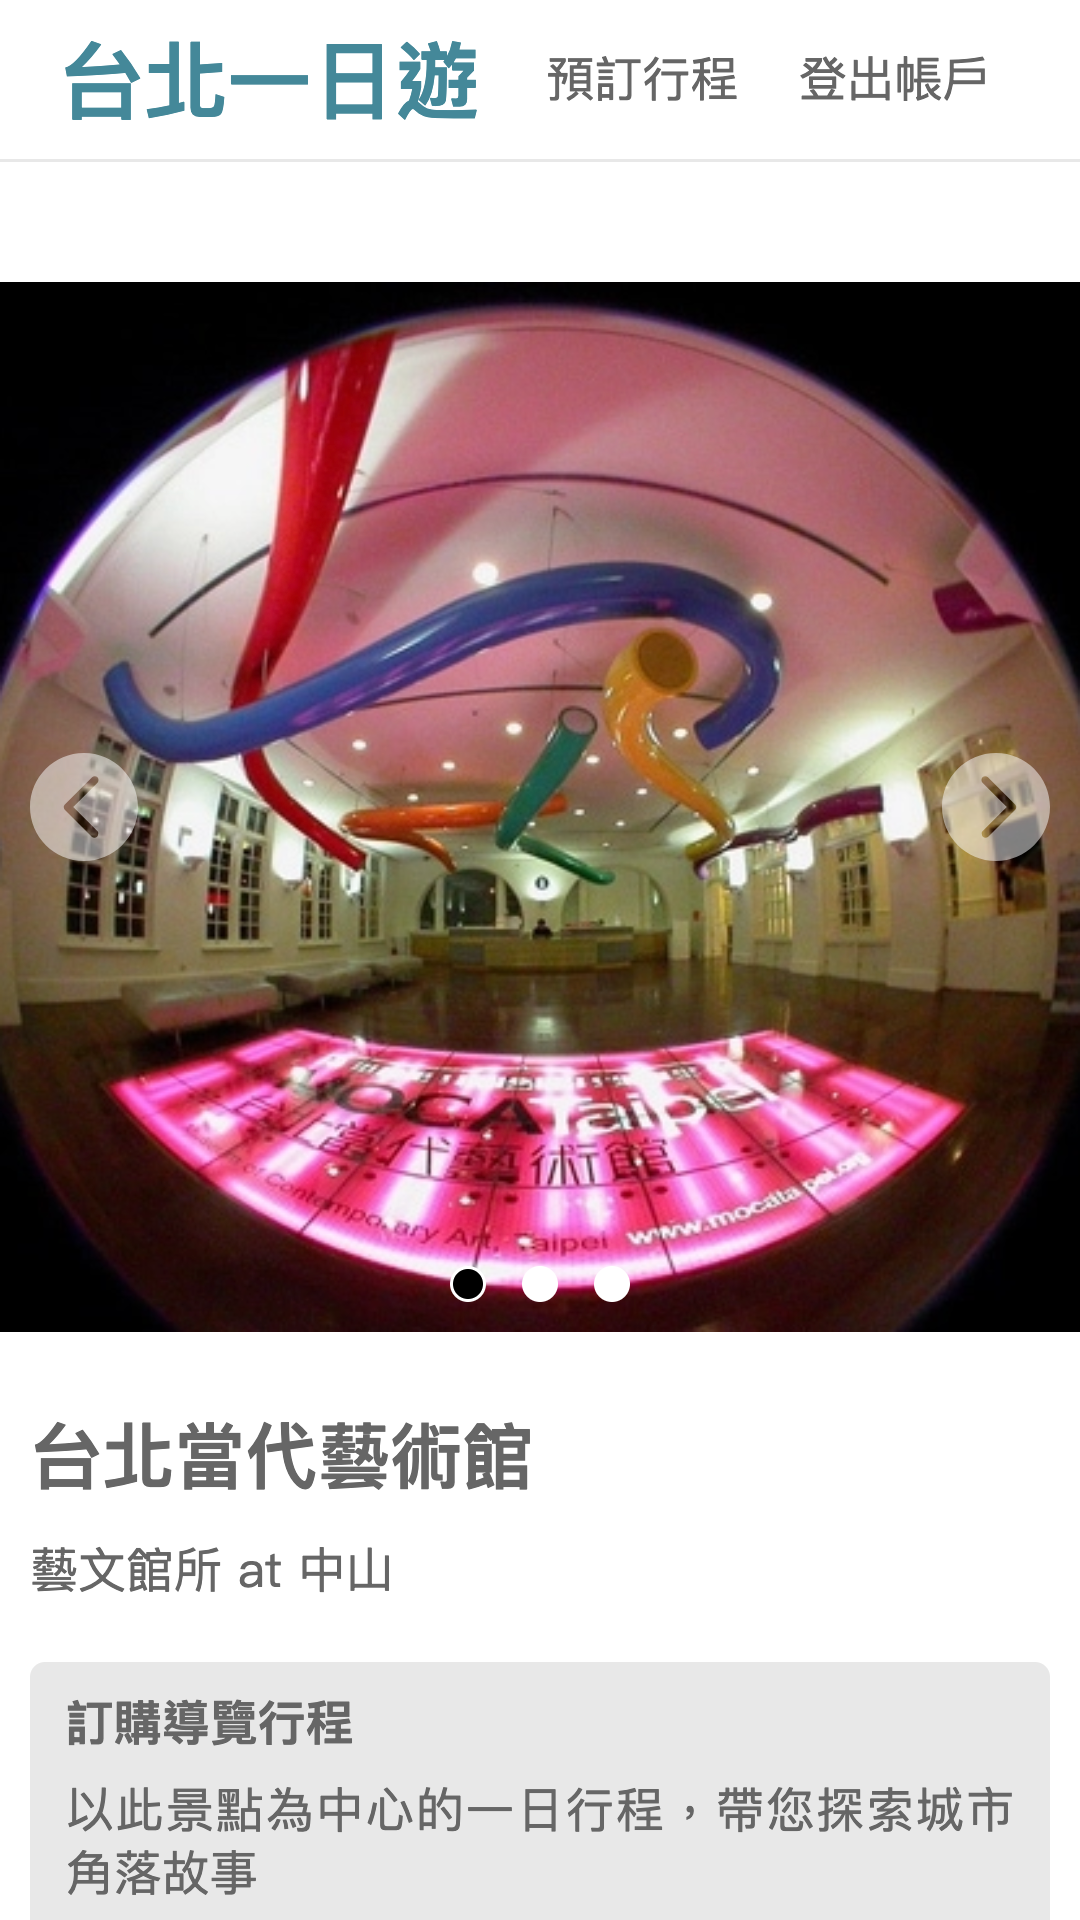 台北一日遊
預訂行程
登出帳戶
MOCA Taipei
台北當代藝術館
Museum of Contemporary Art, Taipei
www.mocataipei.org
台北當代藝術館
藝文館所 at 中山
訂購導覽行程
以此景點為中心的一日行程，帶您探索城市
角落故事